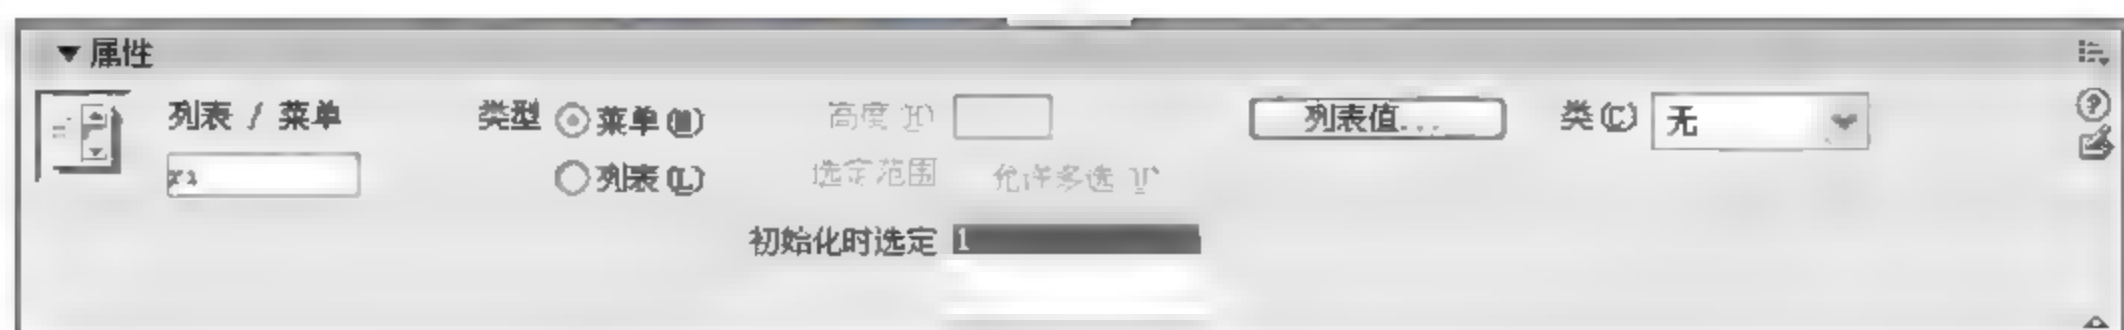 属性
列表 / 菜单 类型 菜单(M) 高度 列表值... 类(C) 无
列表(L) 选定范围 允许多选
初始化时选定 1